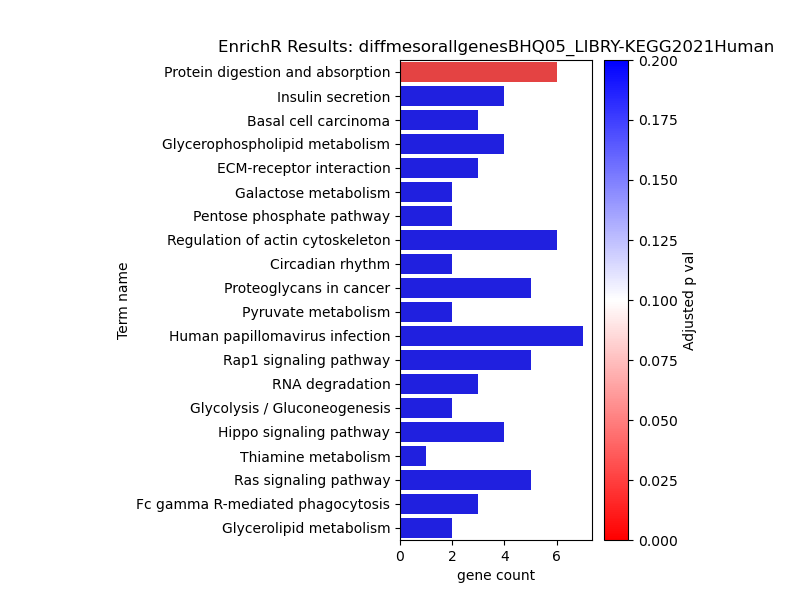 EnrichR Results: diffmesorallgenesBHQ05_LIBRY-KEGG2021Human
Protein digestion and absorption
Insulin secretion
Basal cell carcinoma
Glycerophospholipid metabolism
ECM-receptor interaction
Galactose metabolism
Pentose phosphate pathway
Regulation of actin cytoskeleton
Circadian rhythm
Proteoglycans in cancer
Pyruvate metabolism
Human papillomavirus infection
Rap1 signaling pathway
RNA degradation
Glycolysis / Gluconeogenesis
Hippo signaling pathway
Thiamine metabolism
Ras signaling pathway
Fc gamma R-mediated phagocytosis
Glycerolipid metabolism
Term name
0 2 4 6
gene count
0.200
0.175
0.150
0.125
0.100
0.075
0.050
0.025
0.000
Adjusted p val